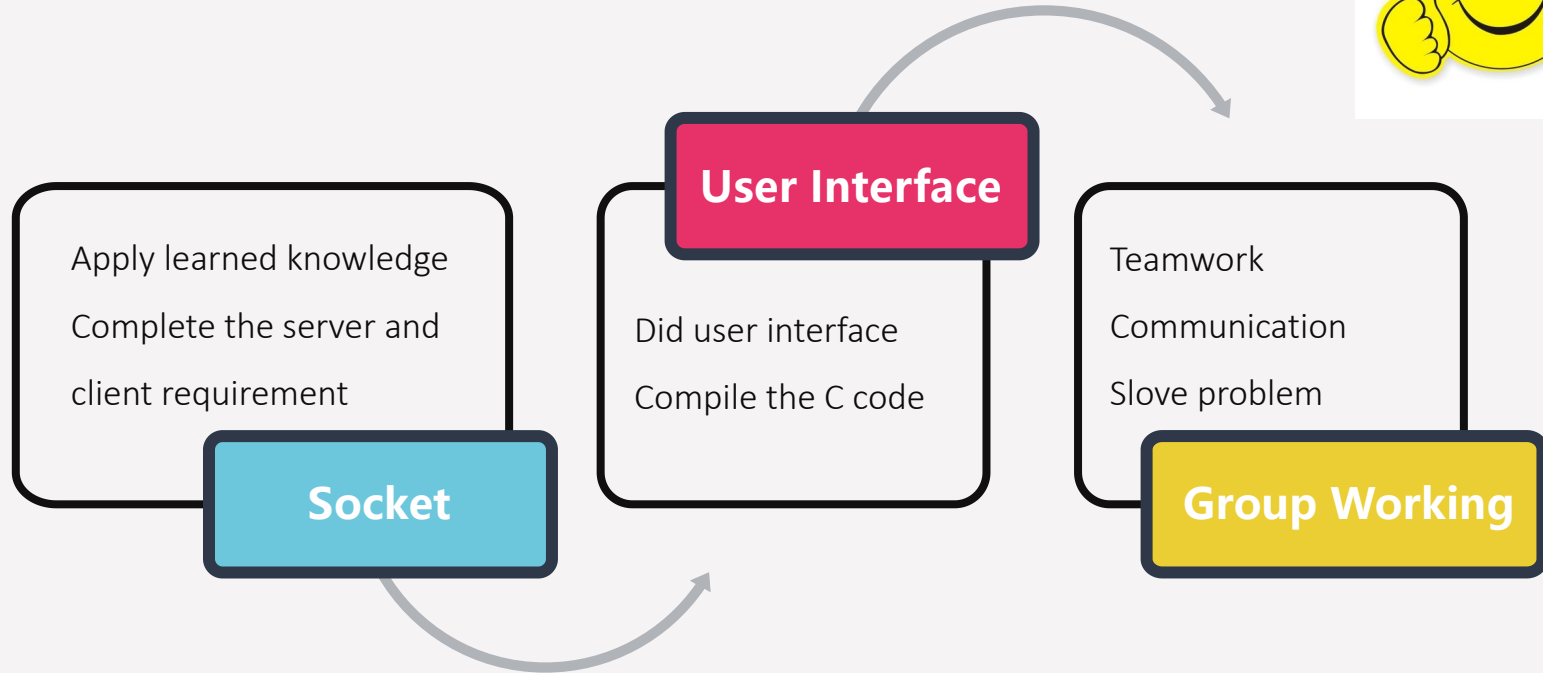 Apply learned knowledge
Complete the server and
client requirement
Socket
User Interface
Did user interface
Compile the C code
Teamwork
Communication
Slove problem
Group Working